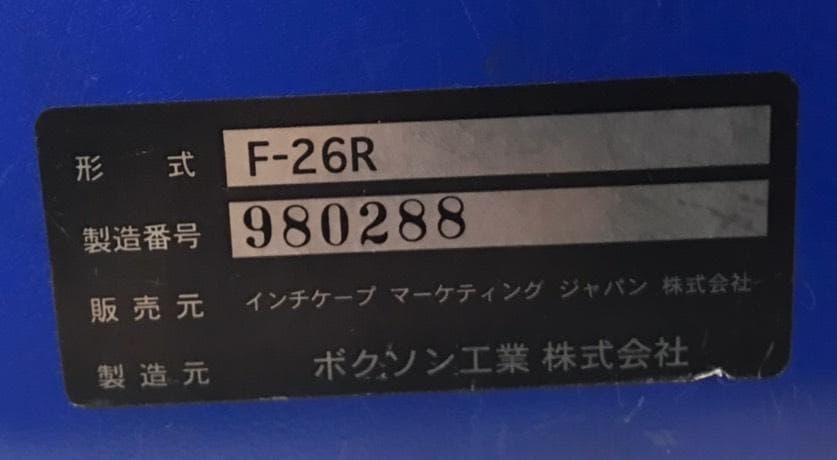 形式 F-26R
製造番号 980288
販売元 インチケープ マーケティング ジャパン 株式会社
製造元 ボクソン工業 株式会社